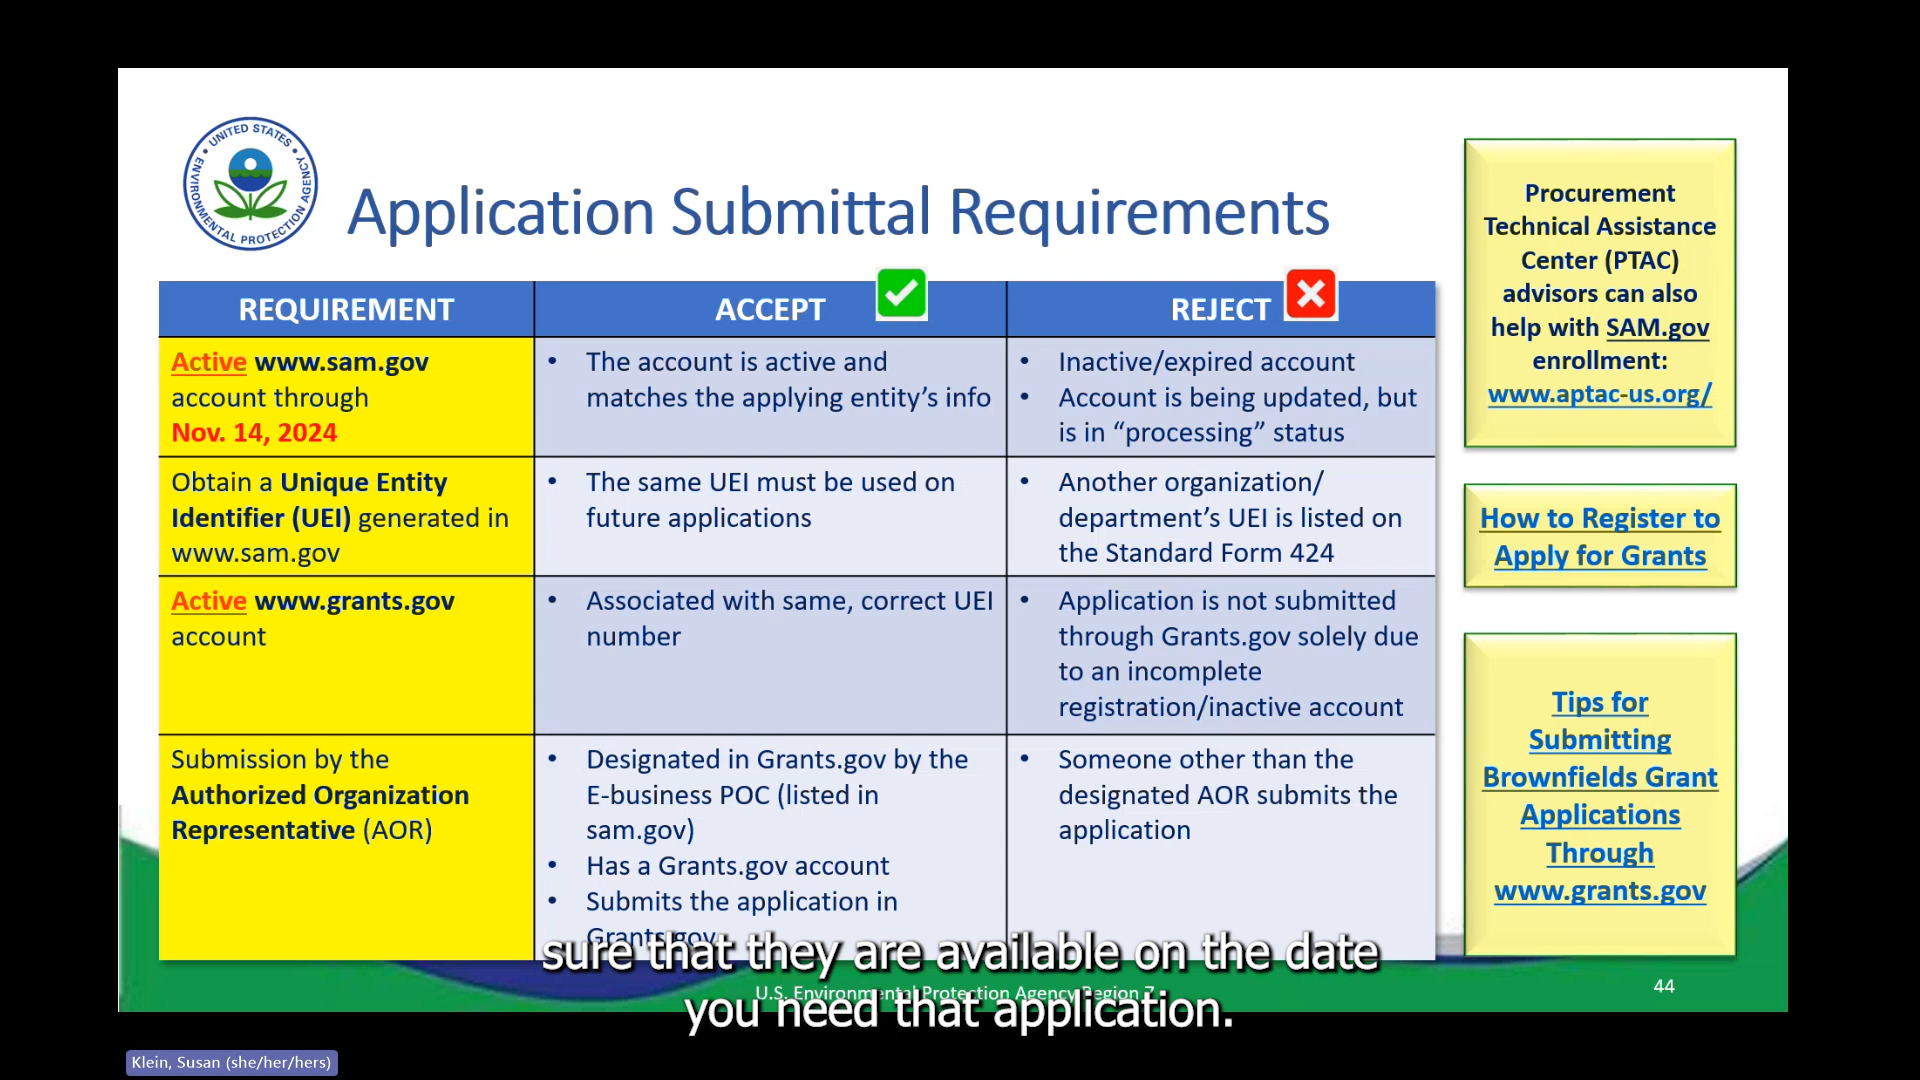 UNITED STATES
ENVIRONMENTAL PROTECTION AGENCY
Application Submittal Requirements
REQUIREMENT
ACCEPT
REJECT
Active www.sam.gov
account through
Nov. 14, 2024
• The account is active and
matches the applying entity’s info
• Inactive/expired account
• Account is being updated, but
is in “processing” status
Obtain a Unique Entity
Identifier (UEI) generated in
www.sam.gov
• The same UEI must be used on
future applications
• Another organization/
department’s UEI is listed on
the Standard Form 424
Active www.grants.gov
account
• Associated with same, correct UEI
number
• Application is not submitted
through Grants.gov solely due
to an incomplete
registration/inactive account
Submission by the
Authorized Organization
Representative (AOR)
• Designated in Grants.gov by the
E-business POC (listed in
sam.gov)
• Has a Grants.gov account
• Submits the application in
Grants.gov
• Someone other than the
designated AOR submits the
application
Procurement
Technical Assistance
Center (PTAC)
advisors can also
help with SAM.gov
enrollment:
www.aptac-us.org/
How to Register to
Apply for Grants
Tips for
Submitting
Brownfields Grant
Applications
Through
www.grants.gov
U.S. Environmental Protection Agency Region 7
44
sure that they are available on the date
you need that application.
Klein, Susan (she/her/hers)